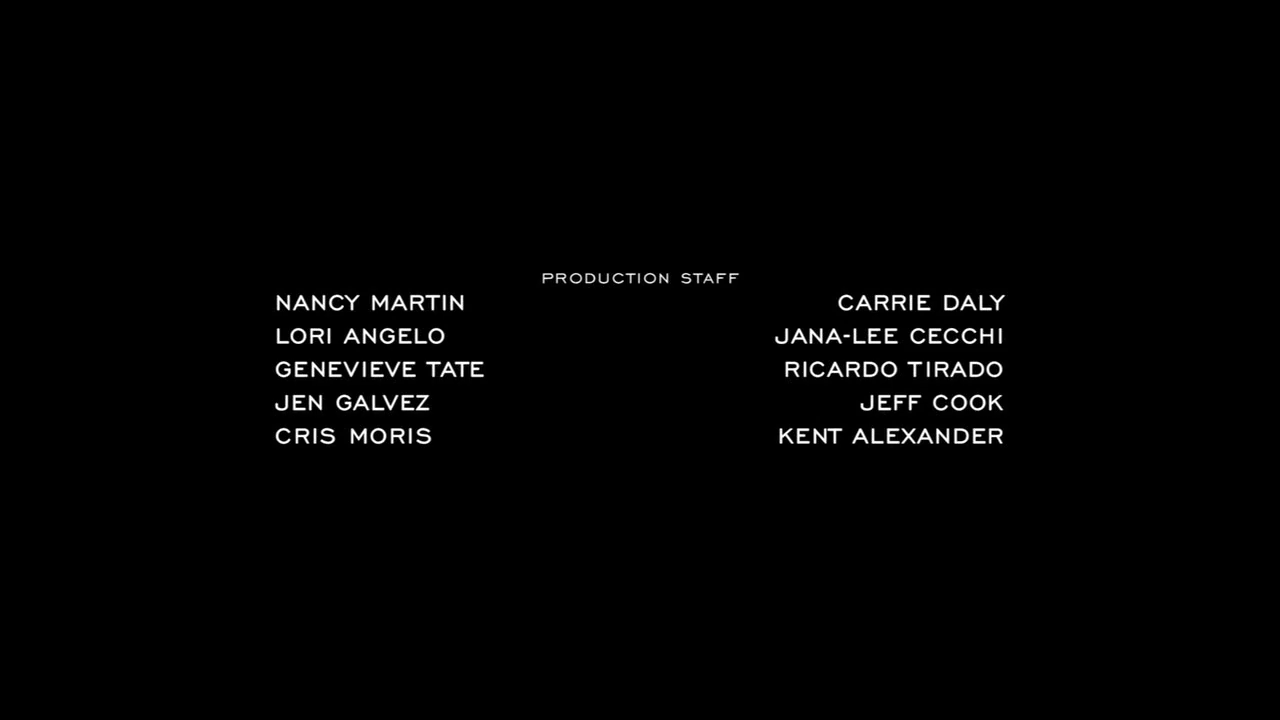 PRODUCTION STAFF
NANCY MARTIN CARRIE DALY
LORI ANGELO JANA-LEE CECCHI
GENEVIEVE TATE RICARDO TIRADO
JEN GALVEZ JEFF COOK
CRIS MORIS KENT ALEXANDER